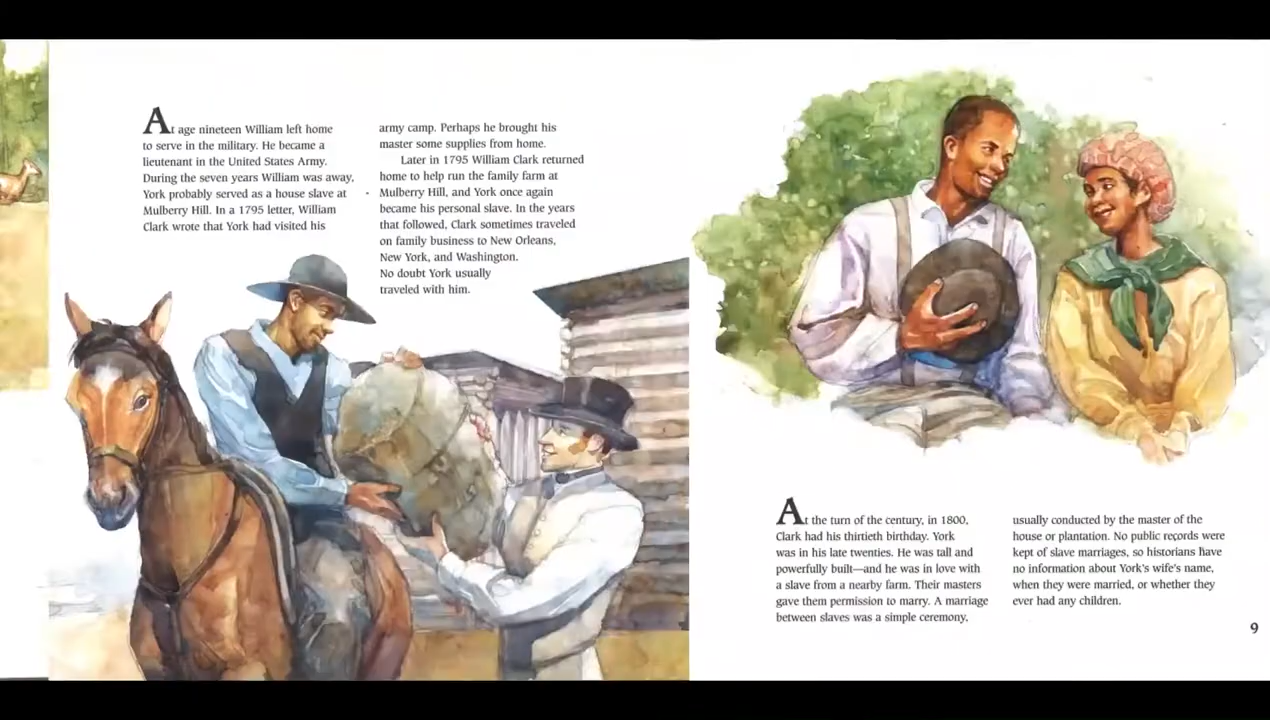 At age nineteen William left home
to serve in the military. He became a
lieutenant in the United States Army.
During the seven years William was away,
York probably served as a house slave at
Mulberry Hill. In a 1795 letter, William
Clark wrote that York had visited his
army camp. Perhaps he brought his
master some supplies from home.
Later in 1795 William Clark returned
home to help run the family farm at
Mulberry Hill, and York once again
became his personal slave. In the years
that followed, Clark sometimes traveled
on family business to New Orleans,
New York, and Washington.
No doubt York usually
traveled with him.
At the turn of the century, in 1800,
Clark had his thirtieth birthday. York
was in his late twenties. He was tall and
powerfully built—and he was in love with
a slave from a nearby farm. Their masters
gave them permission to marry. A marriage
between slaves was a simple ceremony,
usually conducted by the master of the
house or plantation. No public records were
kept of slave marriages, so historians have
no information about York's wife's name,
when they were married, or whether they
ever had any children.
9